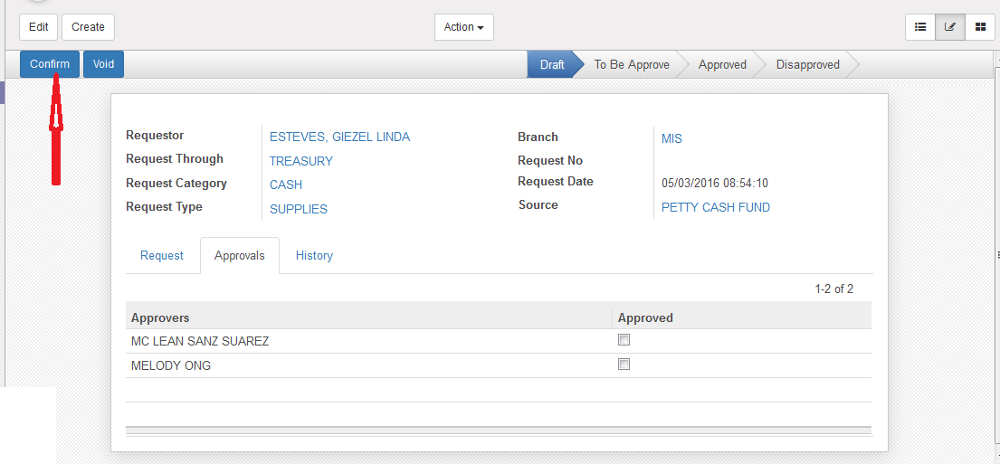 Edit Create Action
Confirm Void Draft To Be Approve Approved Disapproved
Requestor ESTEVES, GIEZEL LINDA Branch MIS
Request Through TREASURY Request No
Request Category CASH Request Date 05/03/2016 08:54:10
Request Type SUPPLIES Source PETTY CASH FUND
Request Approvals History
1-2 of 2
Approvers Approved
MC LEAN SANZ SUAREZ
MELODY ONG